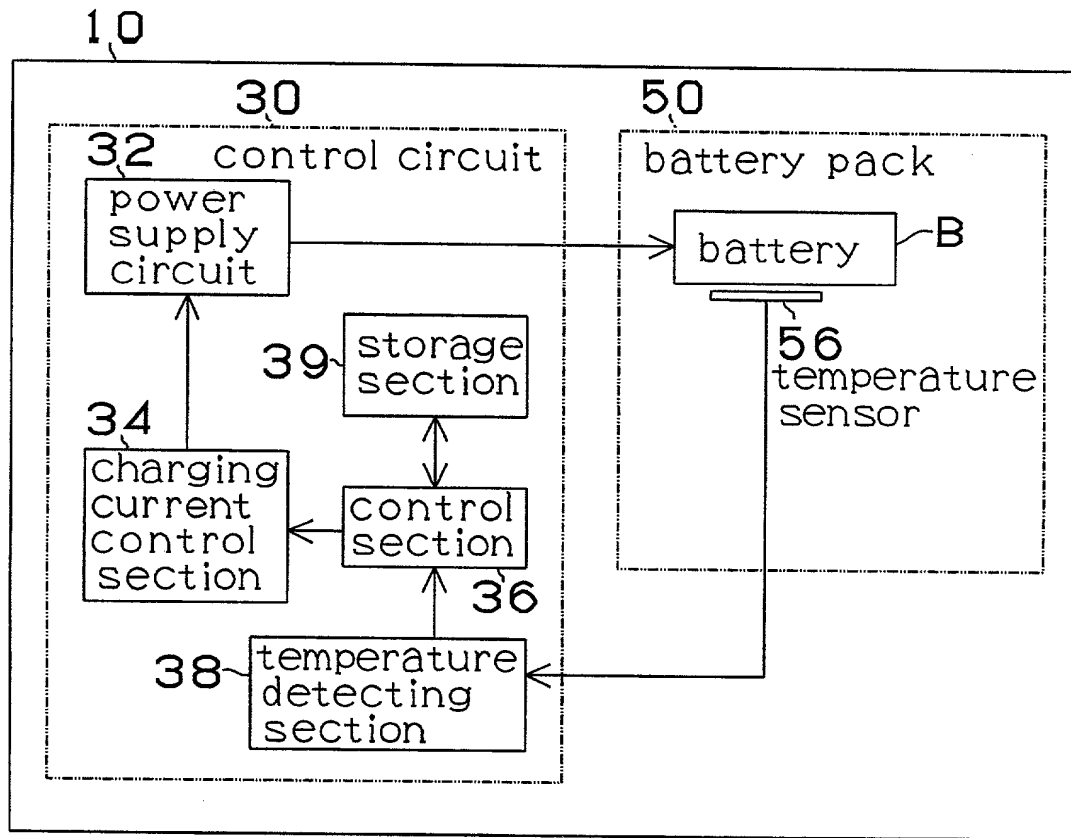 10
30
control circuit
32
power
supply
circuit
39
storage
section
34
charging
current
control
section
control
section
36
38
temperature
detecting
section
50
battery pack
battery
B
56
temperature
sensor